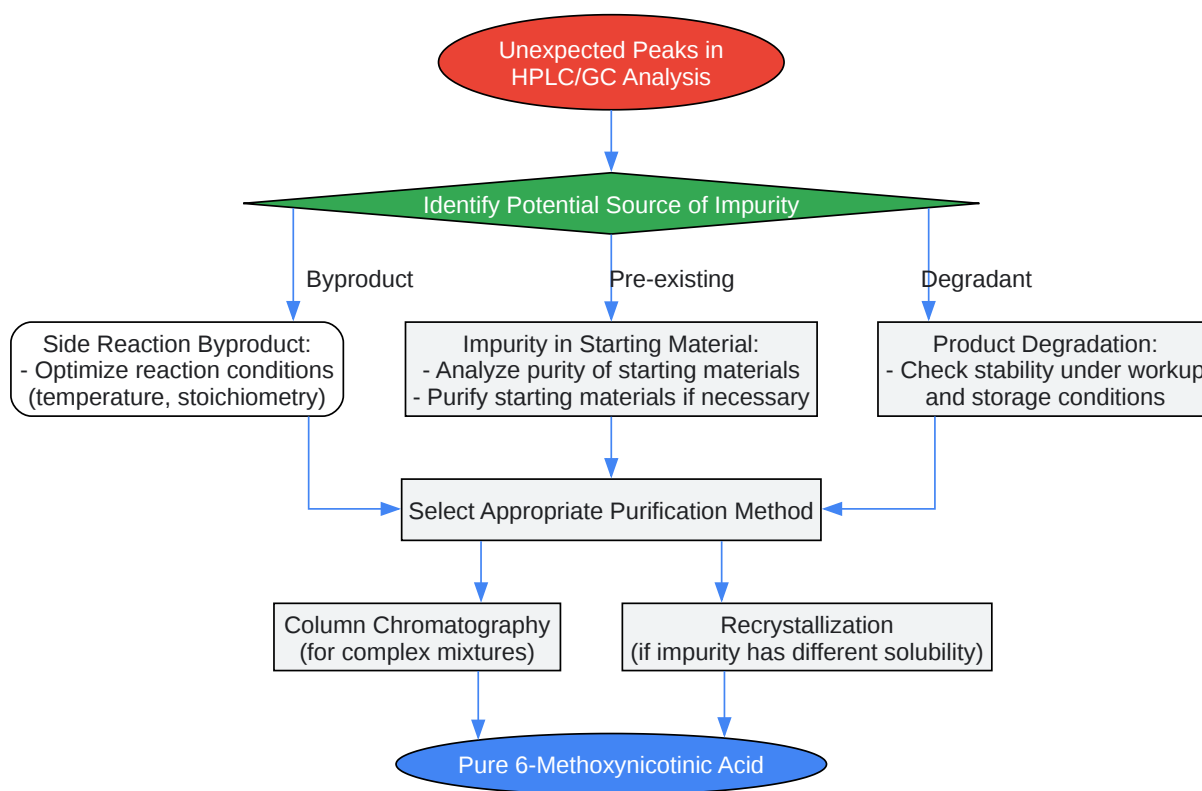 Unexpected Peaks in
HPLC/GC Analysis
Identify Potential Source of Impurity
Byproduct
Pre-existing
Degradant
Side Reaction Byproduct:
- Optimize reaction conditions
(temperature, stoichiometry)
Impurity in Starting Material:
- Analyze purity of starting materials
- Purify starting materials if necessary
Product Degradation:
- Check stability under workup
and storage conditions
Select Appropriate Purification Method
Column Chromatography
(for complex mixtures)
Recrystallization
(if impurity has different solubility)
Pure 6-Methoxynicotinic Acid